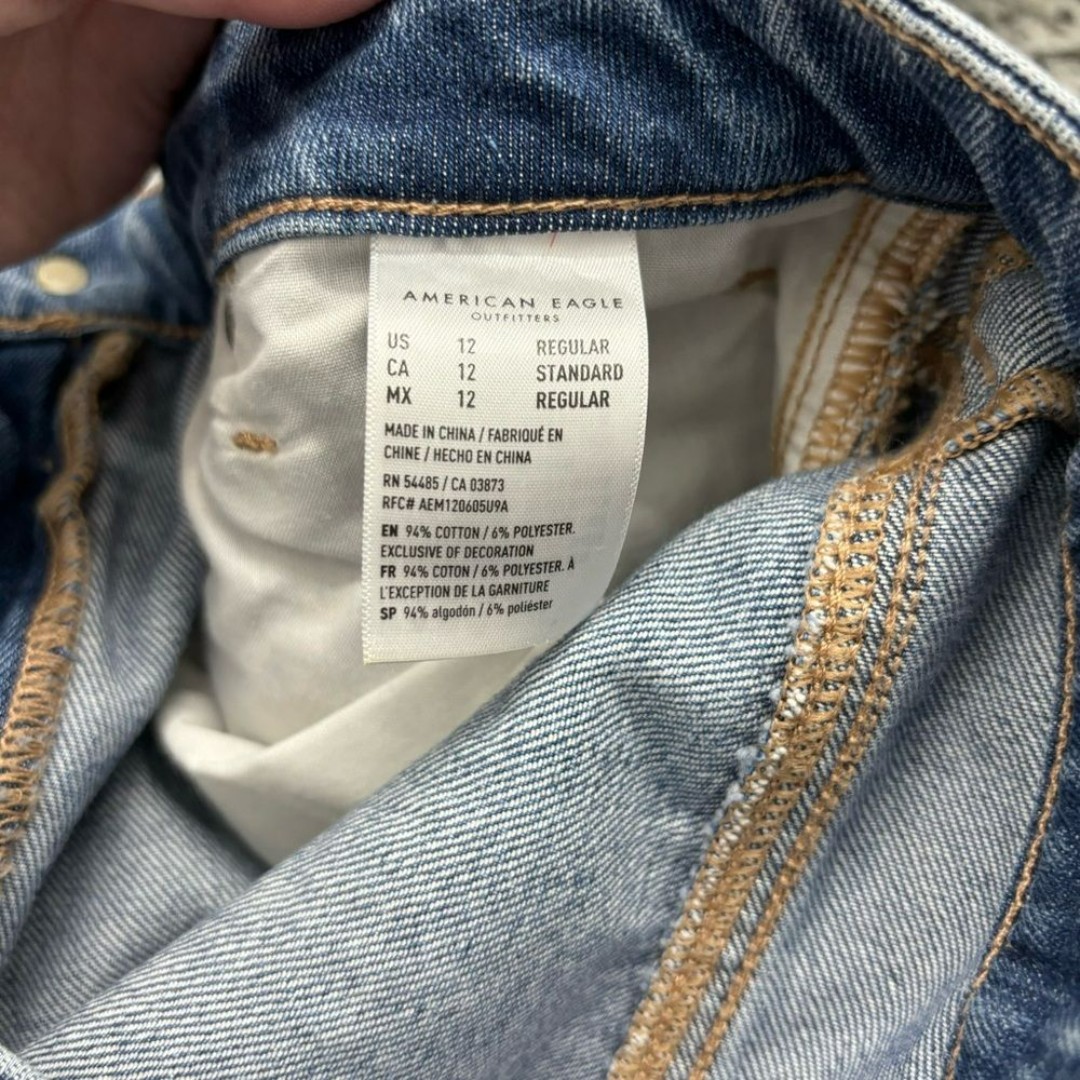 AMERICAN EAGLE
OUTFITTERS
US 12 REGULAR
CA 12 STANDARD
MX 12 REGULAR
MADE IN CHINA / FABRIQUÉ EN
CHINE / HECHO EN CHINA
RN 54485 / CA 03873
RFC# AEM120605U9A
EN 94% COTTON / 6% POLYESTER.
EXCLUSIVE OF DECORATION
FR 94% COTON / 6% POLYESTER. À
L'EXCEPTION DE LA GARNITURE
SP 94% algodón / 6% poliéster